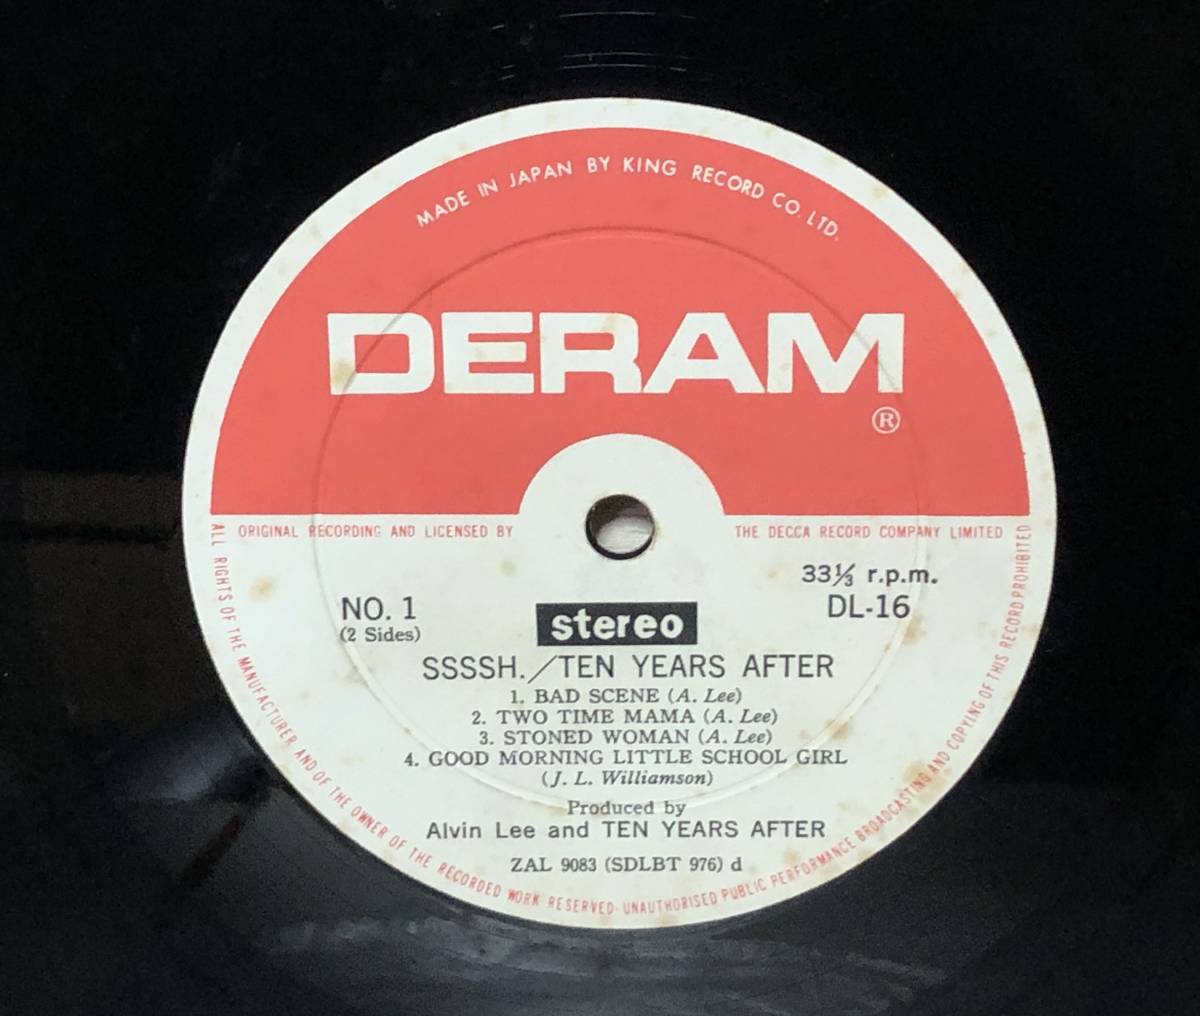 MADE IN JAPAN BY KING RECORD CO. LTD.
DERAM
®
ORIGINAL RECORDING AND LICENSED BY THE DECCA RECORD COMPANY LIMITED
33⅓ r.p.m.
NO. 1 DL-16
(2 Sides)
stereo
SSSSH./TEN YEARS AFTER
1. BAD SCENE (A. Lee)
2. TWO TIME MAMA (A. Lee)
3. STONED WOMAN (A. Lee)
4. GOOD MORNING LITTLE SCHOOL GIRL
(J. L. Williamson)
Produced by
Alvin Lee and TEN YEARS AFTER
ZAL 9083 (SDLBT 976) d
ALL RIGHTS OF THE MANUFACTURER AND OF THE OWNER OF THE RECORDED WORK RESERVED· UNAUTHORISED PUBLIC PERFORMANCE BROADCASTING AND COPYING OF THIS RECORD PROHIBITED